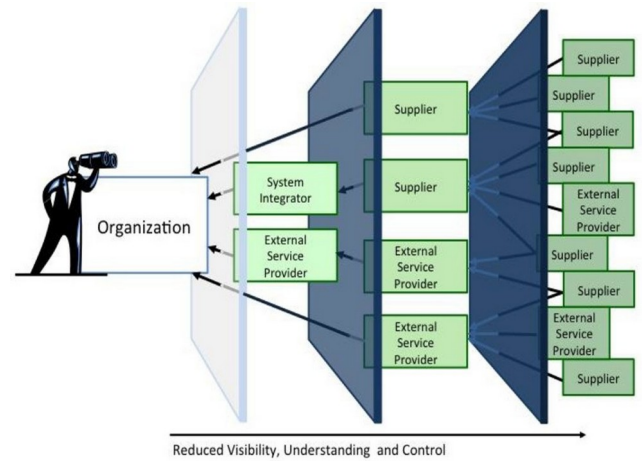 Organization
System
Integrator
External
Service
Provider
Supplier
Supplier
External
Service
Provider
External
Service
Provider
Supplier
Supplier
Supplier
Supplier
External
Service
Provider
Supplier
Supplier
External
Service
Provider
Supplier
Reduced Visibility, Understanding and Control